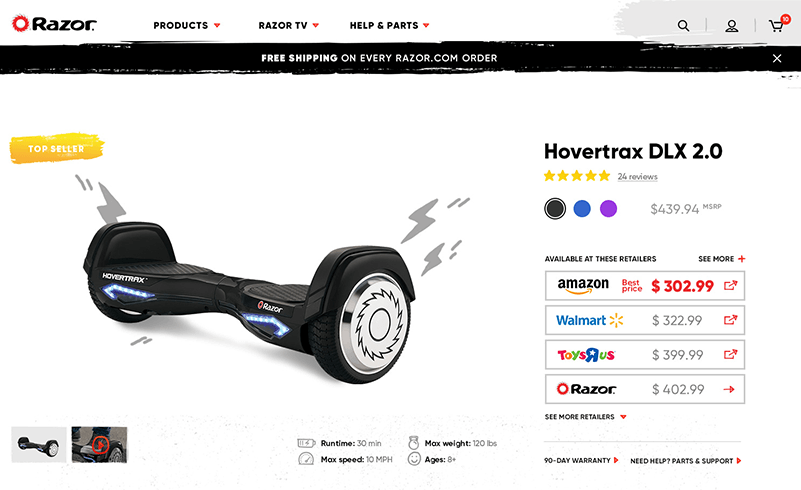 Razor.
PRODUCTS
RAZOR TV
HELP & PARTS
10
FREE SHIPPING ON EVERY RAZOR.COM ORDER
TOP SELLER
HOVERTRAX
Razor
Hovertrax DLX 2.0
24 reviews
$439.94 MSRP
AVAILABLE AT THESE RETAILERS
SEE MORE +
amazon Best price $ 302.99
Walmart $ 322.99
TOYSЯUS $ 399.99
Razor. $ 402.99
SEE MORE RETAILERS
Runtime: 30 min
Max weight: 120 lbs
Max speed: 10 MPH
Ages: 8+
90-DAY WARRANTY
NEED HELP? PARTS & SUPPORT